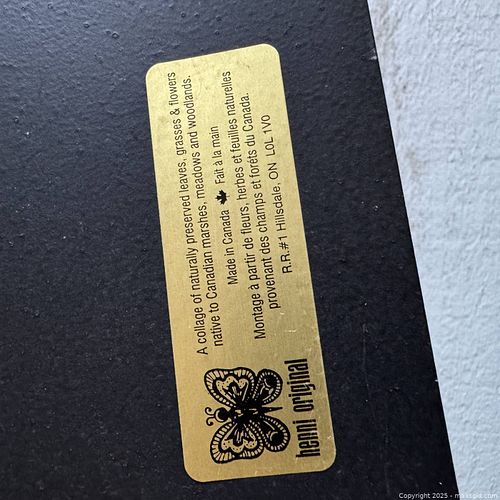 A collage of naturally preserved leaves, grasses & flowers
native to Canadian marshes, meadows and woodlands.
Made in Canada Fait à la main
Montage à partir de fleurs, herbes et feuilles naturelles
provenant des champs et forêts du Canada.
R.R.#1 Hillsdale, ON L0L 1V0
henni original
Copyright 2025 - maksgix.com